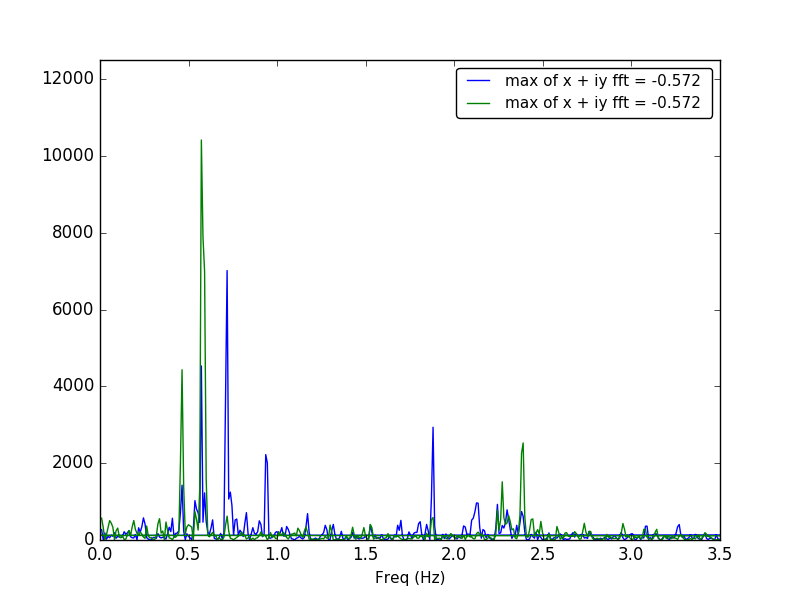 12000
10000
8000
6000
4000
2000
0
0.0 0.5 1.0 1.5 2.0 2.5 3.0 3.5
Freq (Hz)
max of x + iy fft = -0.572
max of x + iy fft = -0.572